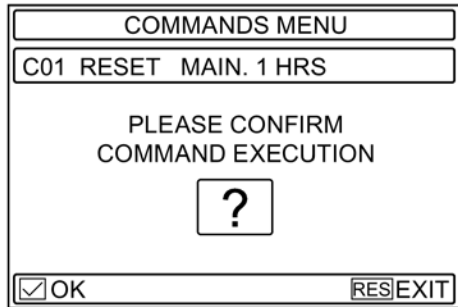 COMMANDS MENU
C01 RESET MAIN. 1 HRS
PLEASE CONFIRM
COMMAND EXECUTION
?
OK RES EXIT